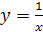 y = 1/x